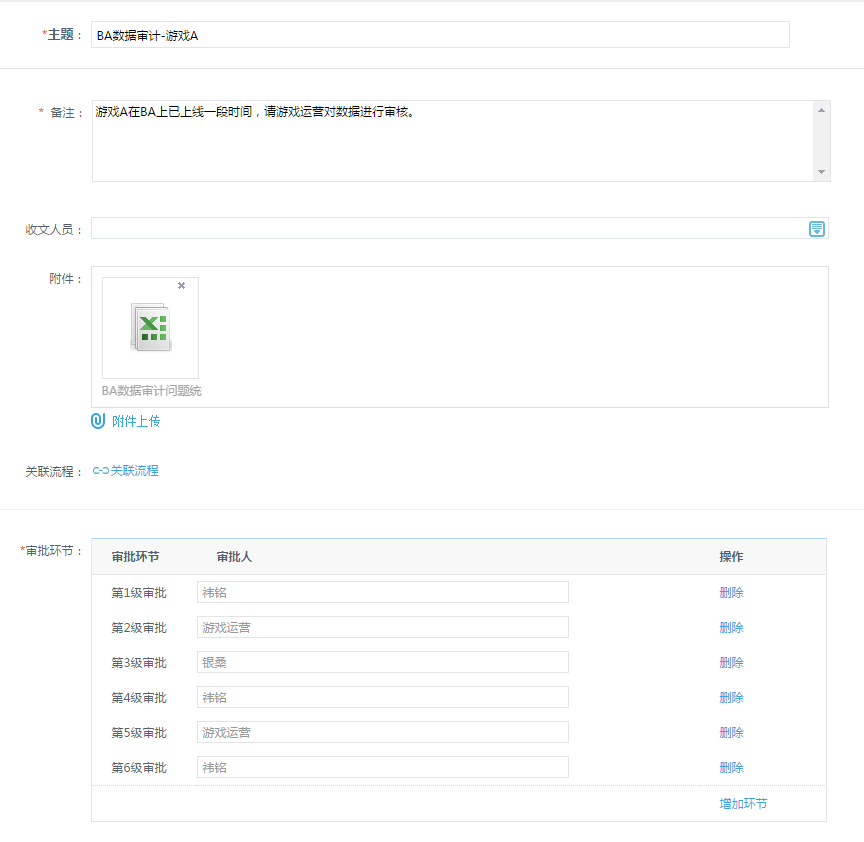 *主题：
BA数据审计-游戏A
* 备注：
游戏A在BA上已上线一段时间，请游戏运营对数据进行审核。
收文人员：
附件：
BA数据审计问题统
附件上传
关联流程：
关联流程
*审批环节：
审批环节 审批人 操作
第1级审批 祎铭 删除
第2级审批 游戏运营 删除
第3级审批 银桑 删除
第4级审批 祎铭 删除
第5级审批 游戏运营 删除
第6级审批 祎铭 删除
增加环节